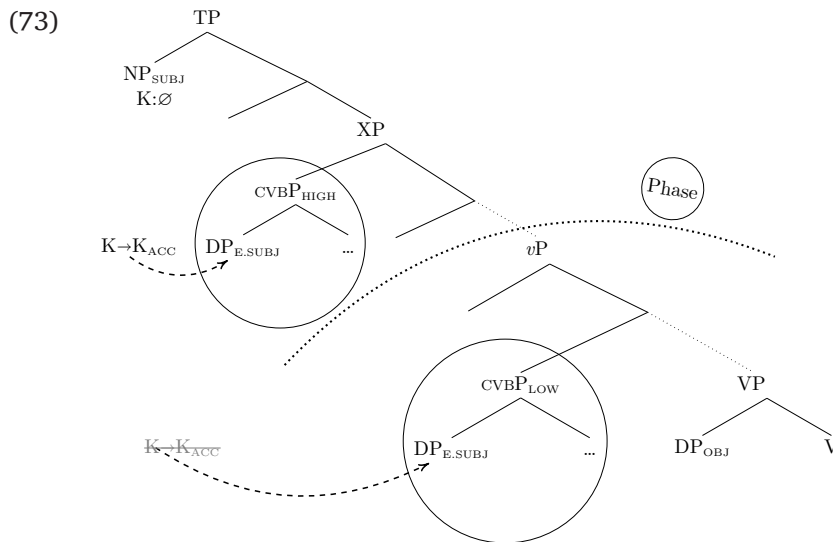 (73)
TP
NP_SUBJ
K:∅
XP
Phase
CVBP_HIGH
K→K_ACC
DP_E.SUBJ
...
vP
CVBP_LOW
VP
K→K_ACC
DP_E.SUBJ
...
DP_OBJ
V